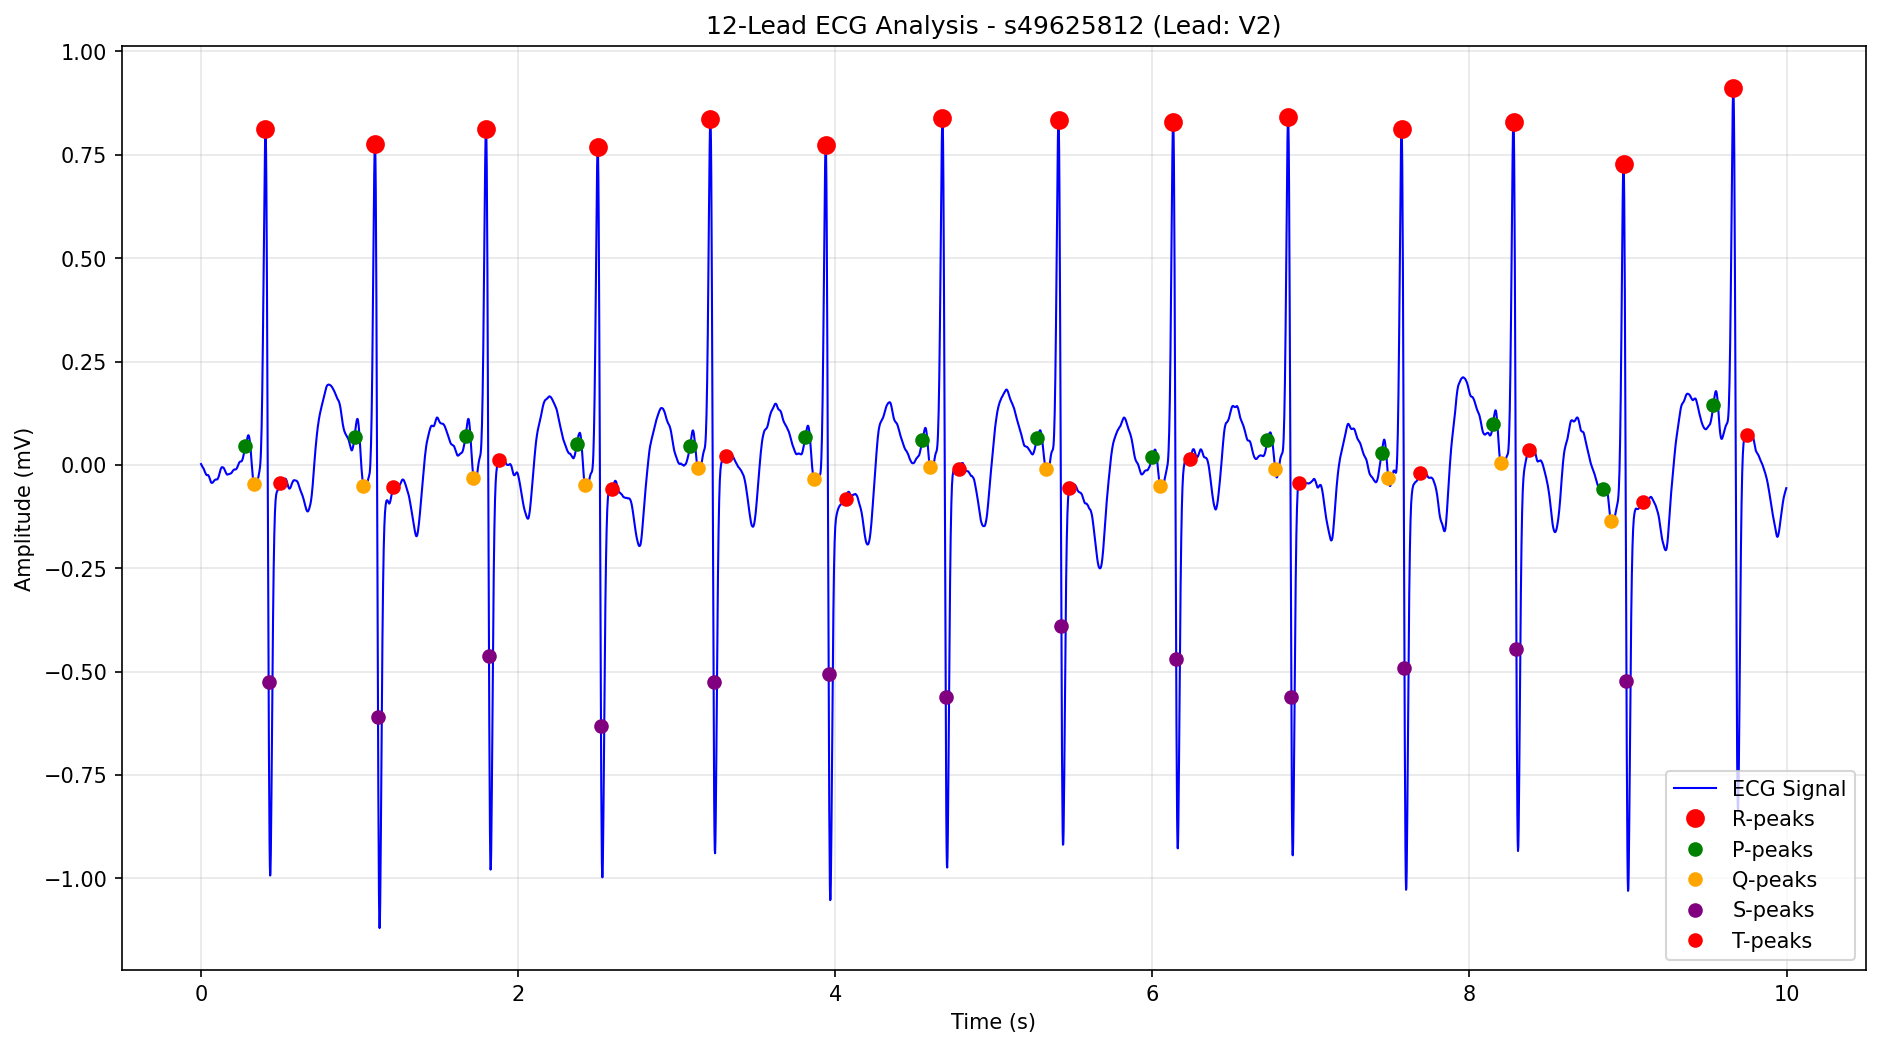 12-Lead ECG Analysis - s49625812 (Lead: V2)
1.00
0.75
0.50
0.25
0.00
−0.25
−0.50
−0.75
−1.00
Amplitude (mV)
0 2 4 6 8 10
Time (s)
ECG Signal
R-peaks
P-peaks
Q-peaks
S-peaks
T-peaks